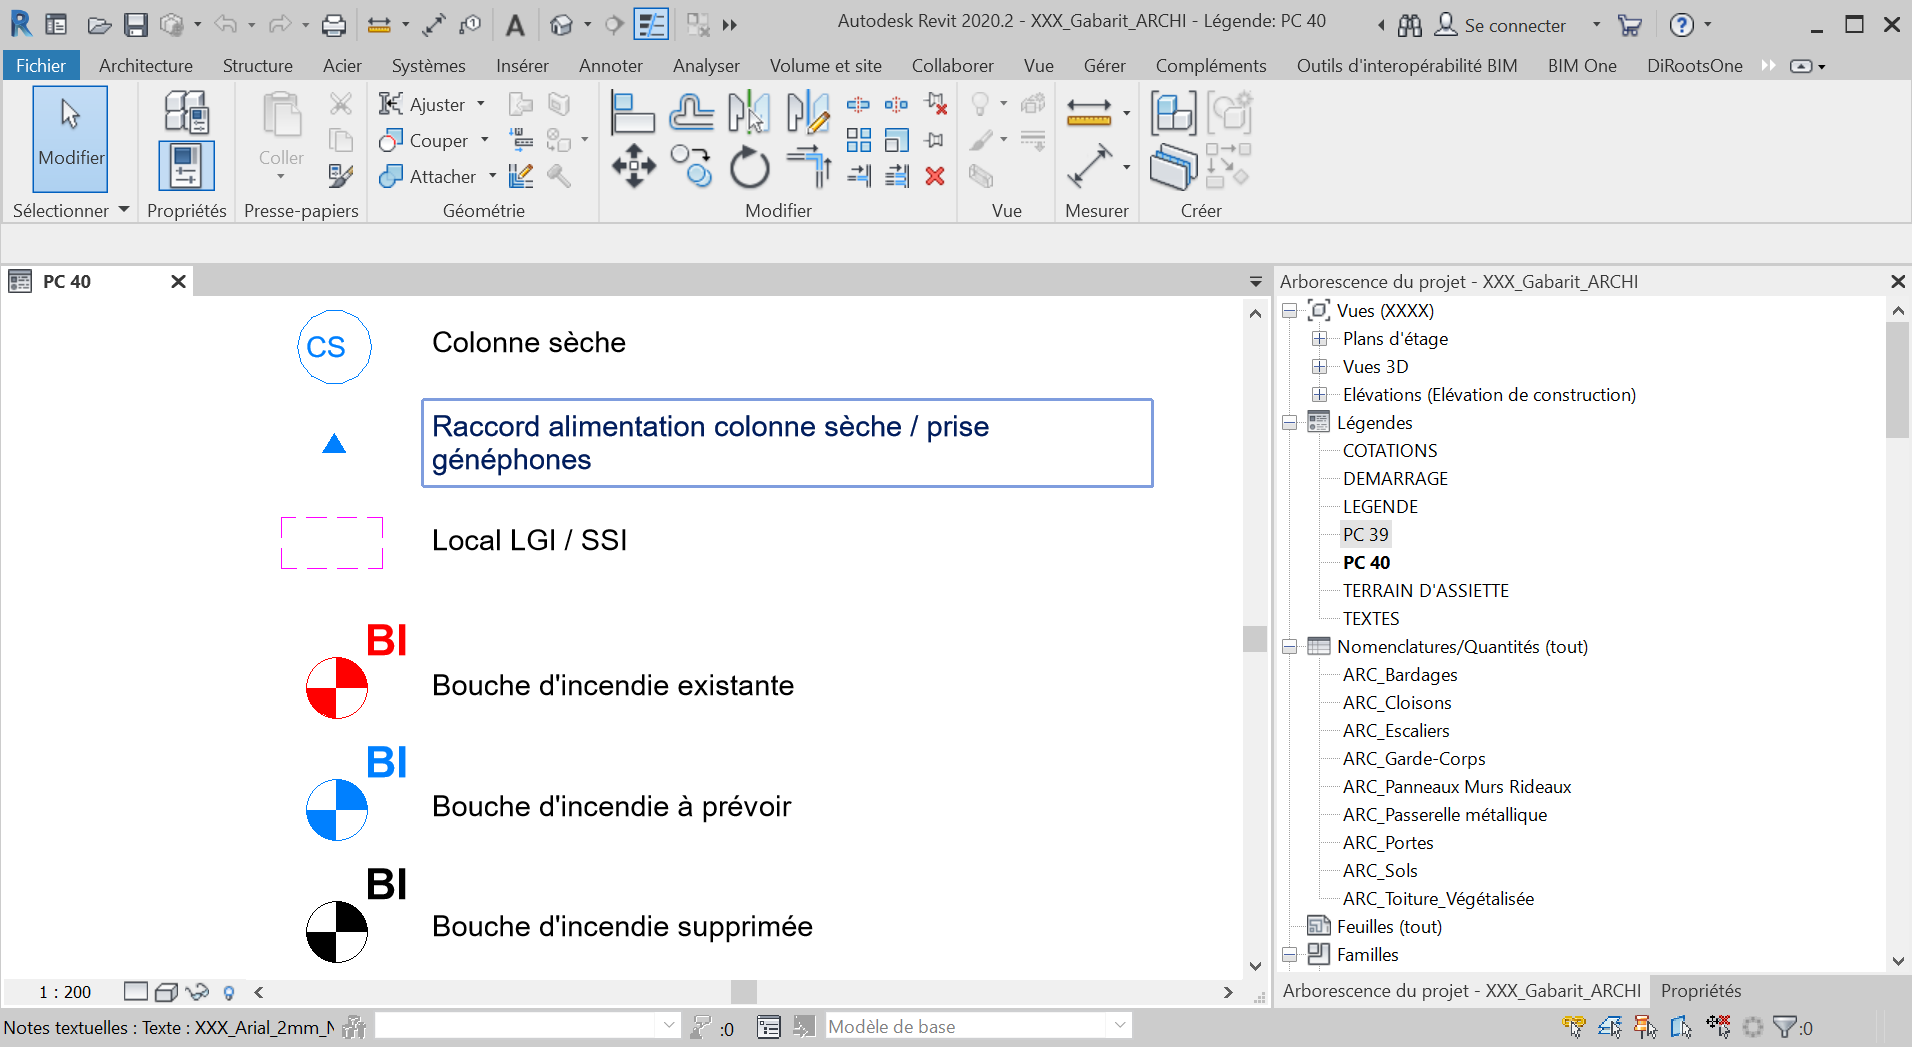 Autodesk Revit 2020.2 - XXX_Gabarit_ARCHI - Légende: PC 40
Se connecter
Fichier Architecture Structure Acier Systèmes Insérer Annoter Analyser Volume et site Collaborer Vue Gérer Compléments Outils d'interopérabilité BIM BIM One DiRootsOne
Modifier
Coller
Ajuster
Couper
Attacher
Sélectionner Propriétés Presse-papiers Géométrie Modifier Vue Mesurer Créer
PC 40
CS
Colonne sèche
Raccord alimentation colonne sèche / prise
généphones
Local LGI / SSI
BI
Bouche d'incendie existante
BI
Bouche d'incendie à prévoir
BI
Bouche d'incendie supprimée
1 : 200
Arborescence du projet - XXX_Gabarit_ARCHI
Vues (XXXX)
Plans d'étage
Vues 3D
Elévations (Elévation de construction)
Légendes
COTATIONS
DEMARRAGE
LEGENDE
PC 39
PC 40
TERRAIN D'ASSIETTE
TEXTES
Nomenclatures/Quantités (tout)
ARC_Bardages
ARC_Cloisons
ARC_Escaliers
ARC_Garde-Corps
ARC_Panneaux Murs Rideaux
ARC_Passerelle métallique
ARC_Portes
ARC_Sols
ARC_Toiture_Végétalisée
Feuilles (tout)
Familles
Arborescence du projet - XXX_Gabarit_ARCHI Propriétés
Notes textuelles : Texte : XXX_Arial_2mm_N
:0
Modèle de base
:0